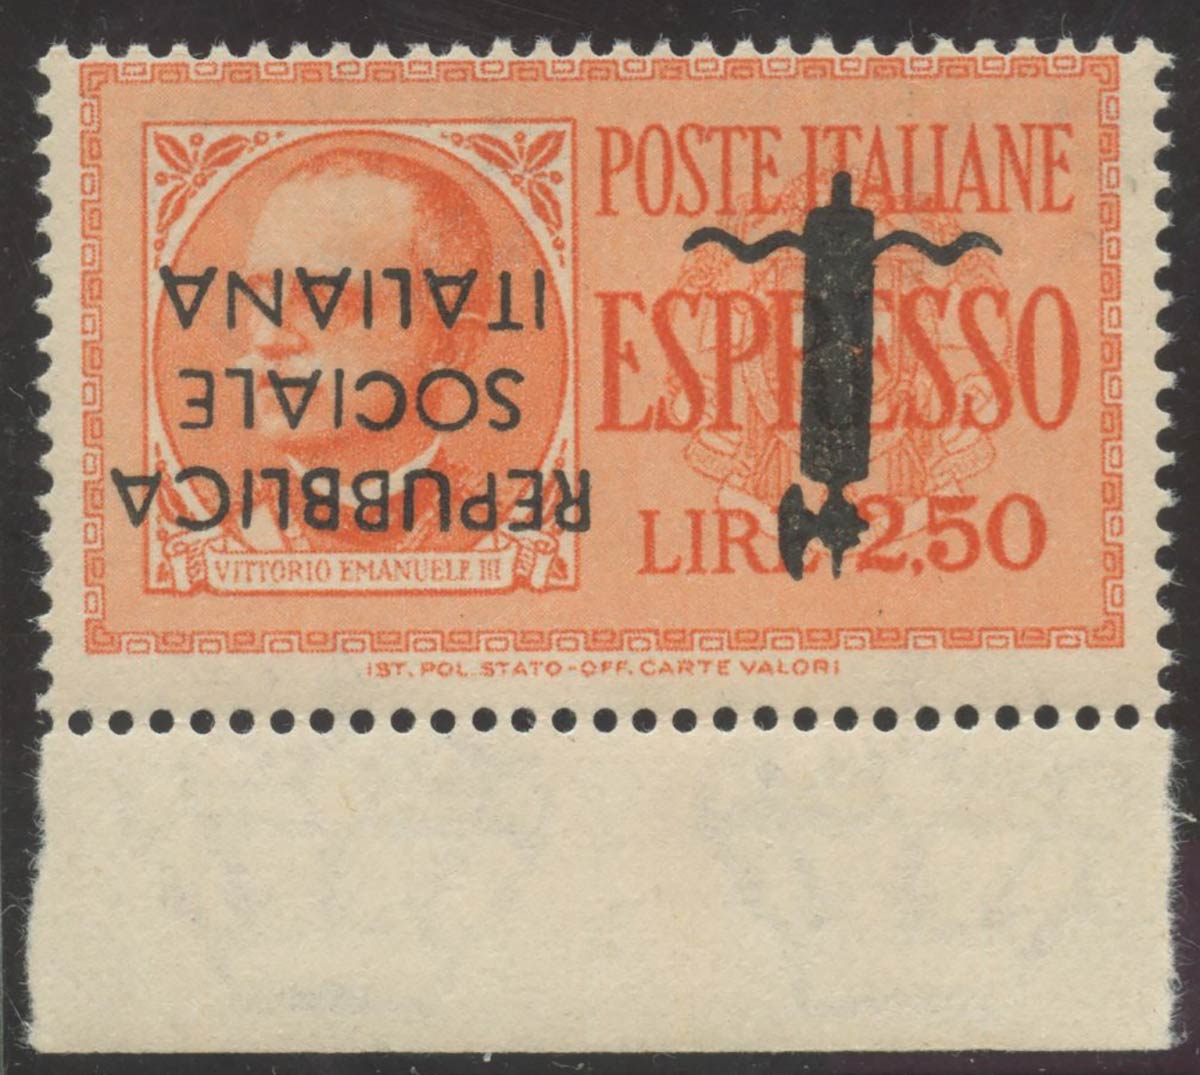 POSTE ITALIANE
ESPRESSO
LIRE 2,50
VITTORIO EMANUELE III
REPUBBLICA
SOCIALE
ITALIANA
IST. POL. STATO-OFF. CARTE VALORI